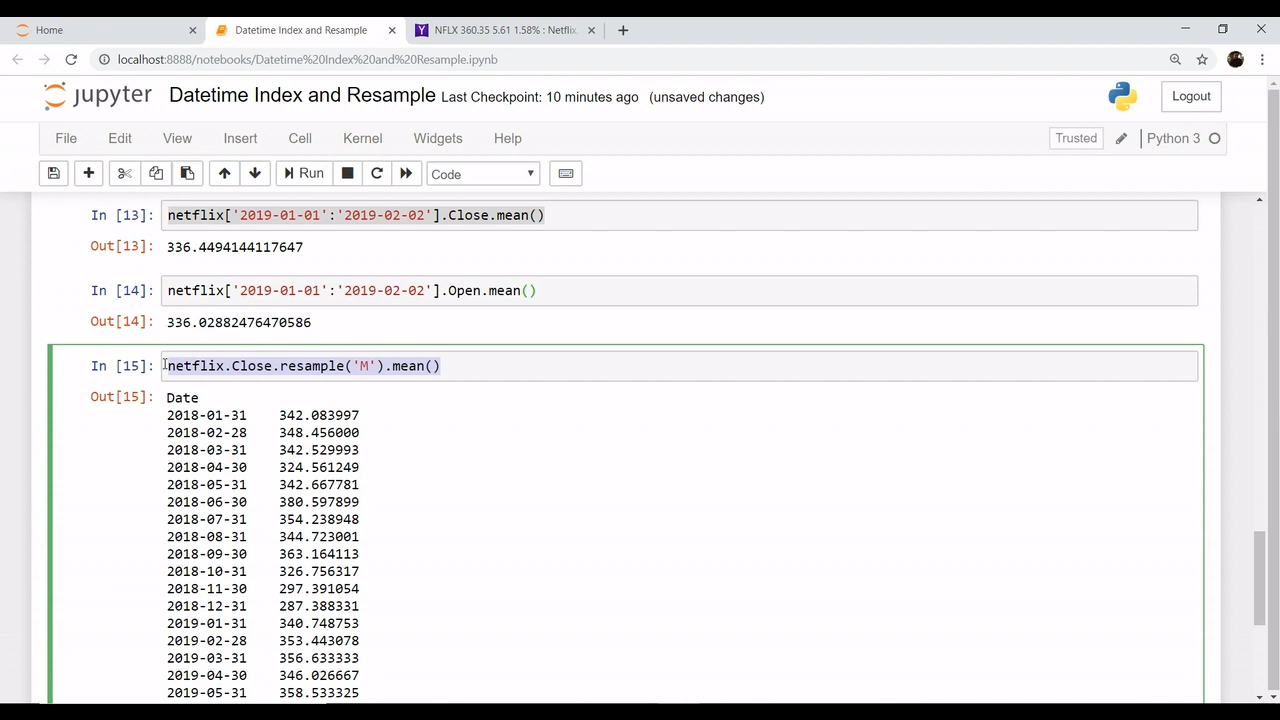 Home
Datetime Index and Resample
NFLX 360.35 5.61 1.58% : Netflix
localhost:8888/notebooks/Datetime%20Index%20and%20Resample.ipynb
jupyter Datetime Index and Resample Last Checkpoint: 10 minutes ago (unsaved changes)
Logout
File Edit View Insert Cell Kernel Widgets Help
Trusted
Python 3
Run
Code
In [13]: netflix['2019-01-01':'2019-02-02'].Close.mean()
Out[13]: 336.4494144117647
In [14]: netflix['2019-01-01':'2019-02-02'].Open.mean()
Out[14]: 336.02882476470586
In [15]: netflix.Close.resample('M').mean()
Out[15]: Date
2018-01-31 342.083997
2018-02-28 348.456000
2018-03-31 342.529993
2018-04-30 324.561249
2018-05-31 342.667781
2018-06-30 380.597899
2018-07-31 354.238948
2018-08-31 344.723001
2018-09-30 363.164113
2018-10-31 326.756317
2018-11-30 297.391054
2018-12-31 287.388331
2019-01-31 340.748753
2019-02-28 353.443078
2019-03-31 356.633333
2019-04-30 346.026667
2019-05-31 358.533325